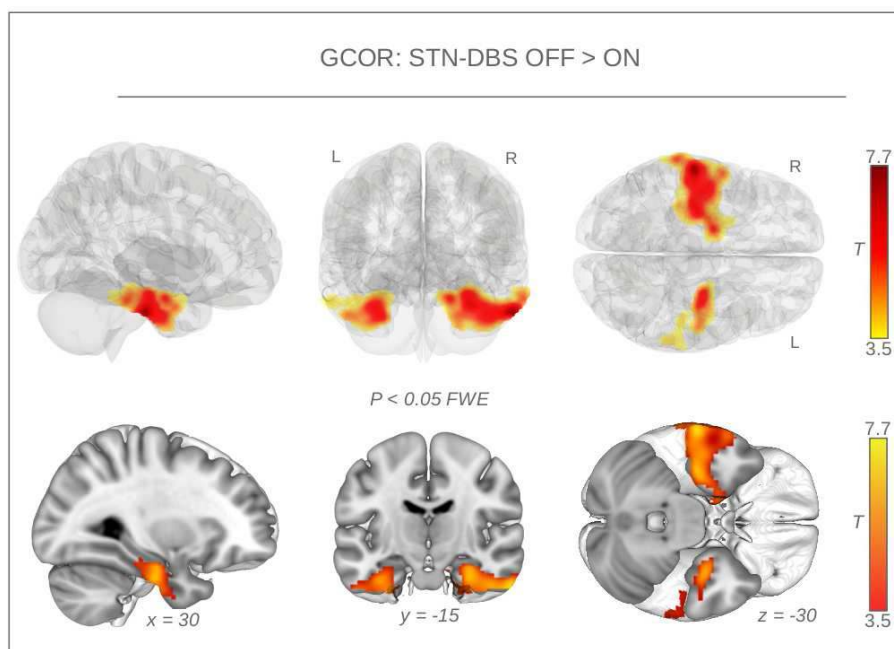 GCOR: STN-DBS OFF > ON
L
R
R
L
7.7
T
3.5
P < 0.05 FWE
7.7
T
3.5
x = 30
y = -15
z = -30